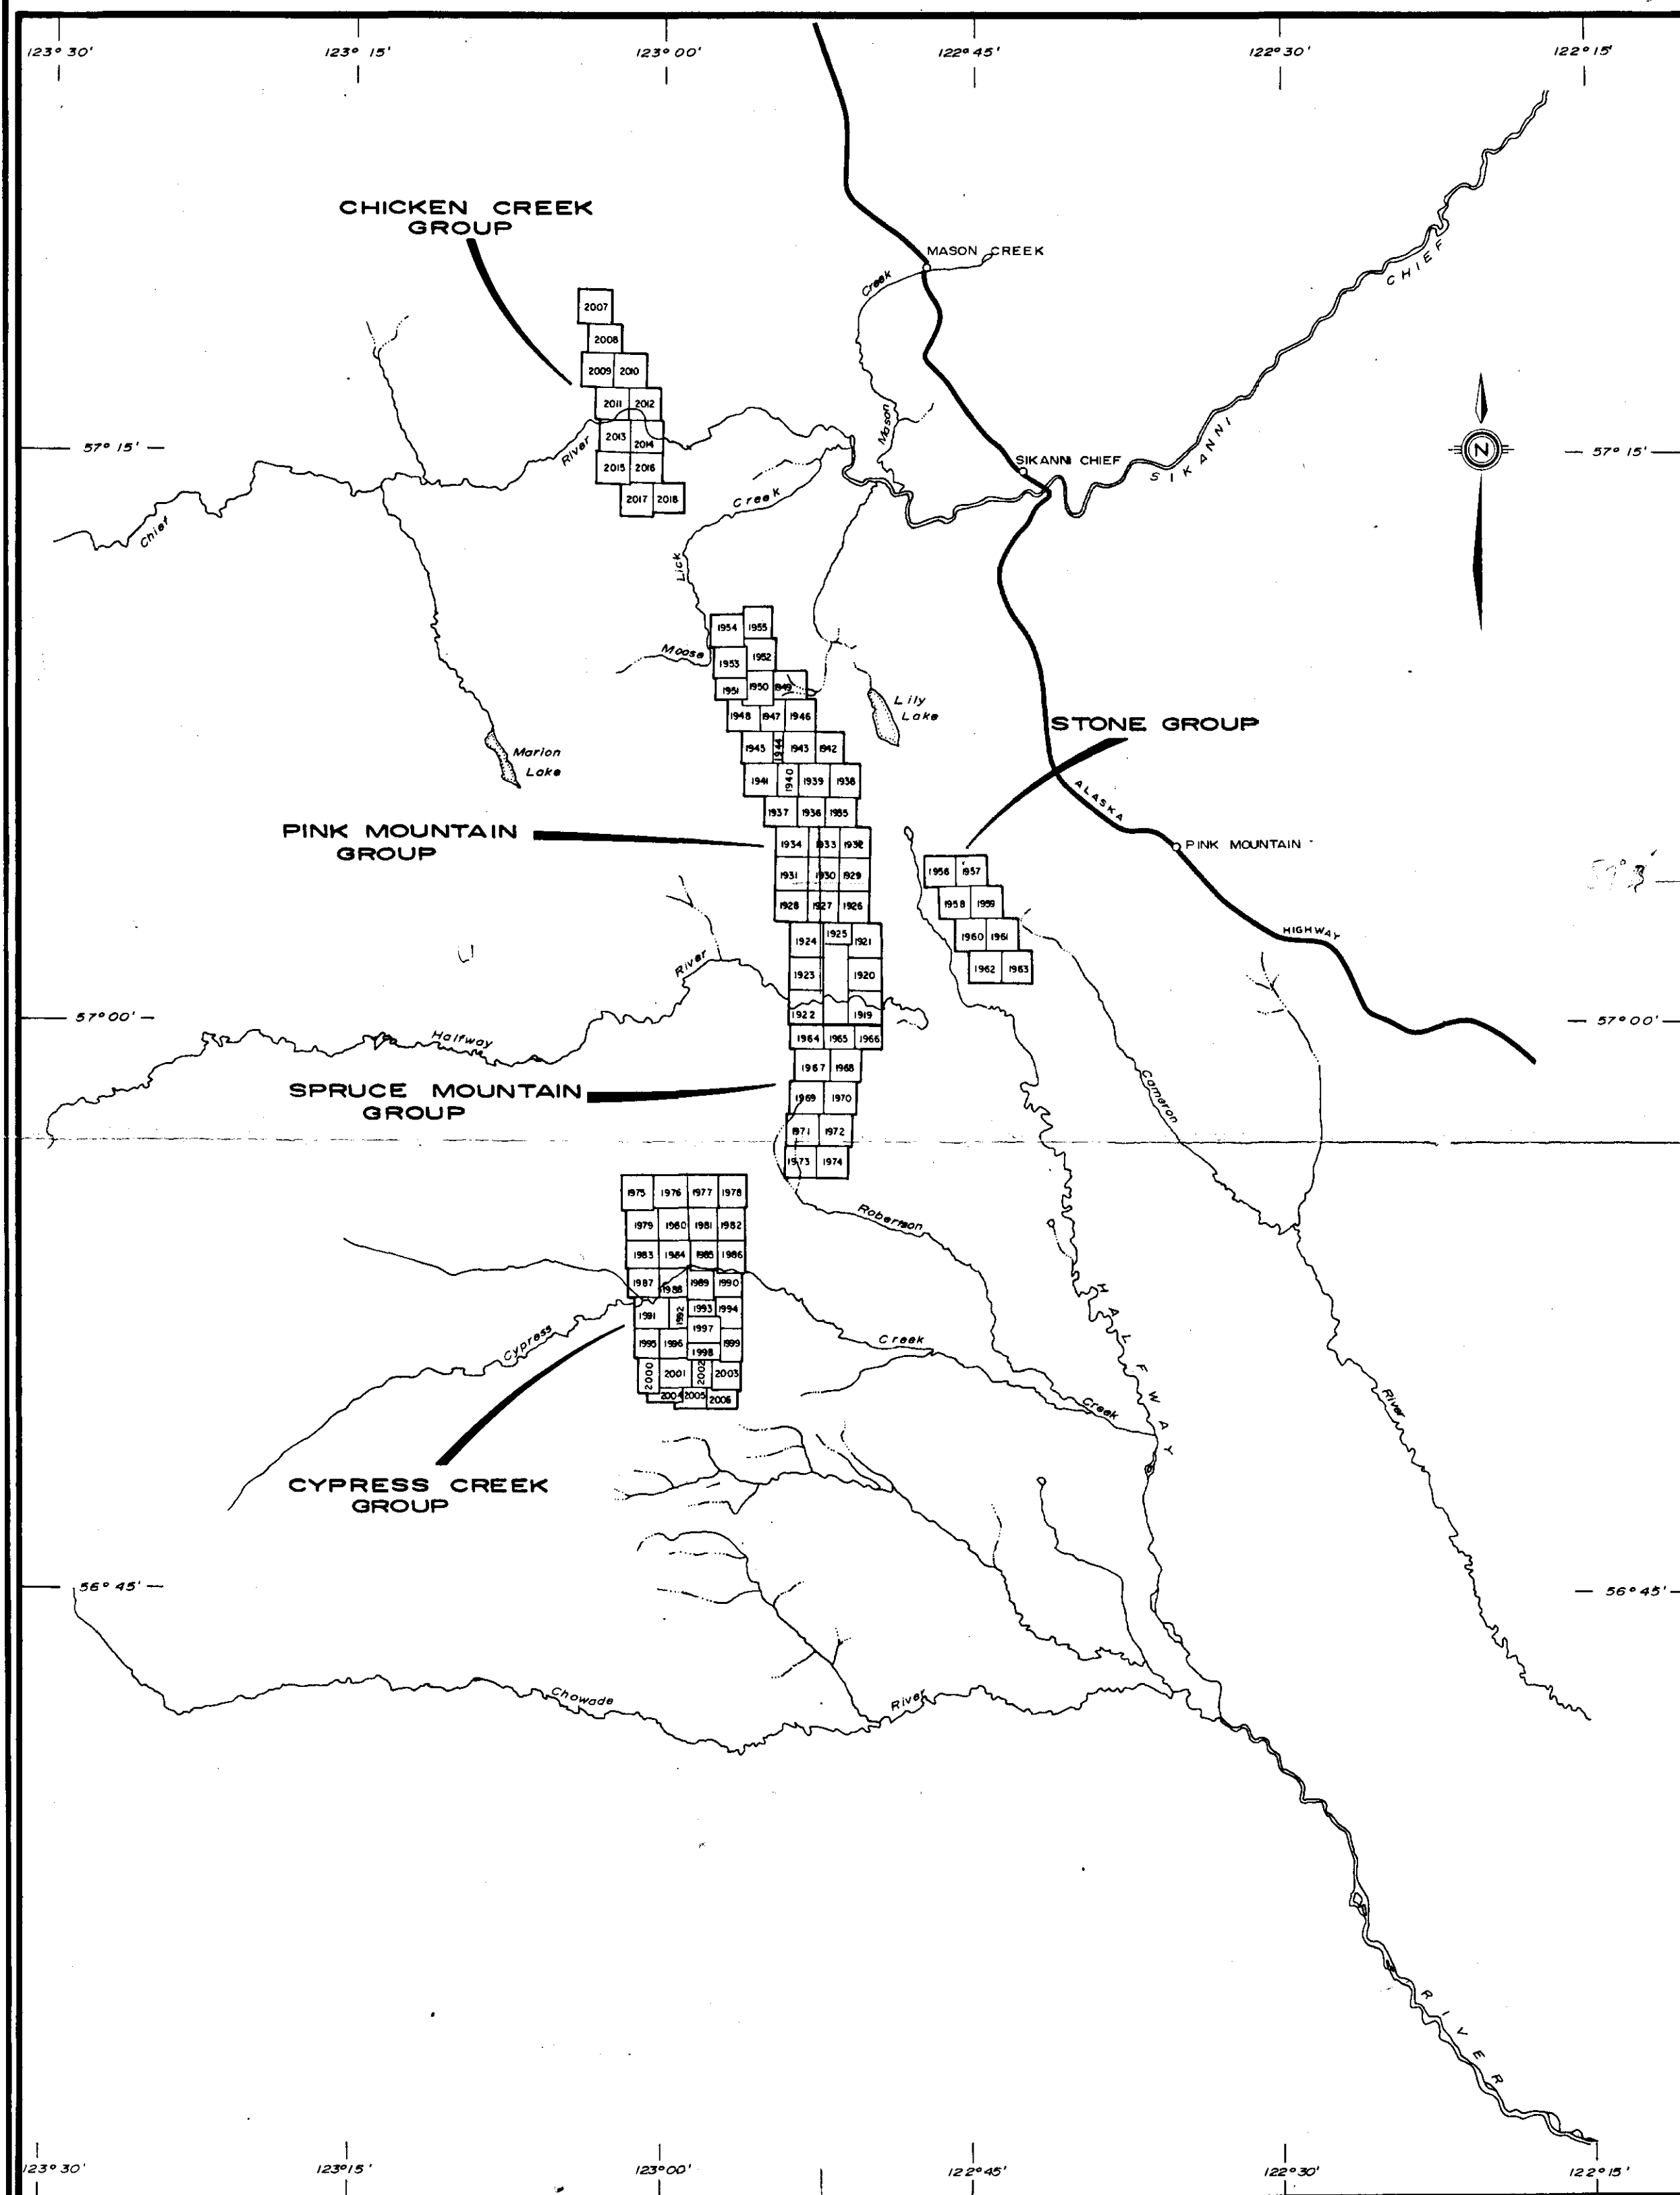 123° 30'
123° 15'
123° 00'
122° 45'
122° 30'
122° 15'
CHICKEN CREEK
GROUP
MASON CREEK
Creek
CHIEF
2007
2008
2009 2010
2011 2012
2013 2014
2015 2016
2017 2018
River
Mason
57° 15'
57° 15'
N
SIKANNI CHIEF
SIKANNI
Chief
Creek
Lick
Moose
1954 1955
1953 1952
1951 1950 1949
1948 1947 1946
1945 1944 1943 1942
1941 1940 1939 1938
1937 1936 1935
1934 1933 1932
1931 1930 1929
1928 1927 1926
1924 1925 1921
1923 1920
1922 1919
Lily
Lake
Marion
Lake
STONE GROUP
ALASKA
PINK MOUNTAIN
HIGHWAY
PINK MOUNTAIN
GROUP
1956 1957
1958 1959
1960 1961
1962 1963
River
57° 00'
57° 00'
Halfway
1964 1965 1966
1967 1968
1969 1970
1971 1972
1973 1974
SPRUCE MOUNTAIN
GROUP
Cameron
1975 1976 1977 1978
1979 1980 1981 1982
1983 1984 1985 1986
1987 1988 1989 1990
1991 1992 1993 1994
1997
1995 1996 1998 1999
2000 2001 2002 2003
2004 2005 2006
Robertson
Cypress
Creek
Creek
HALFWAY
River
CYPRESS CREEK
GROUP
56° 45'
56° 45'
Chowade
River
RIVER
123° 30'
123° 15'
123° 00'
122° 45'
122° 30'
122° 15'